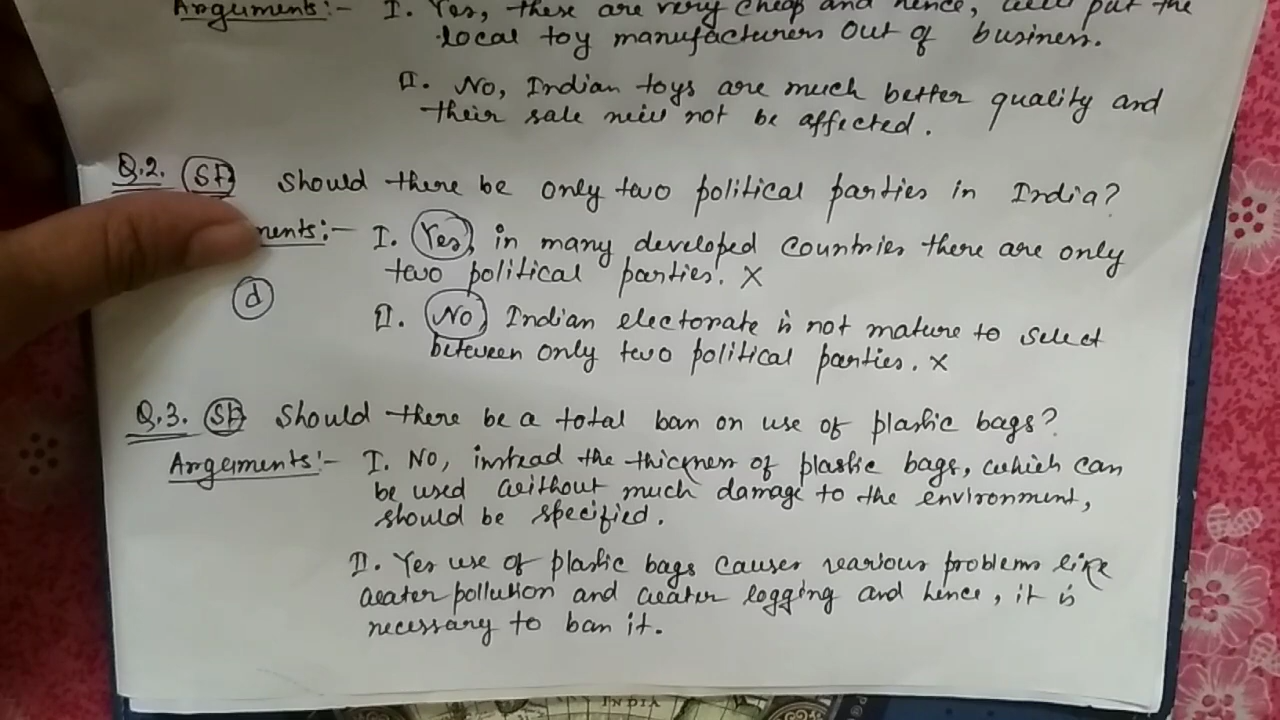 Arguments:- I. Yes, these are very cheap and hence, will put the
local toy manufacturers out of business.
II. No, Indian toys are much better quality and
their sale will not be affected.
Q.2. (SF) Should there be only two political parties in India?
ments:- I. Yes, in many developed countries there are only
two political parties. X
(d)
II. No, Indian electorate is not mature to select
between only two political parties. X
Q.3. (SF) Should there be a total ban on use of plastic bags?
Arguments:- I. No, instead the thickness of plastic bags, which can
be used without much damage to the environment,
should be specified.
II. Yes use of plastic bags causes various problems like
water pollution and water logging and hence, it is
necessary to ban it.
INDIA